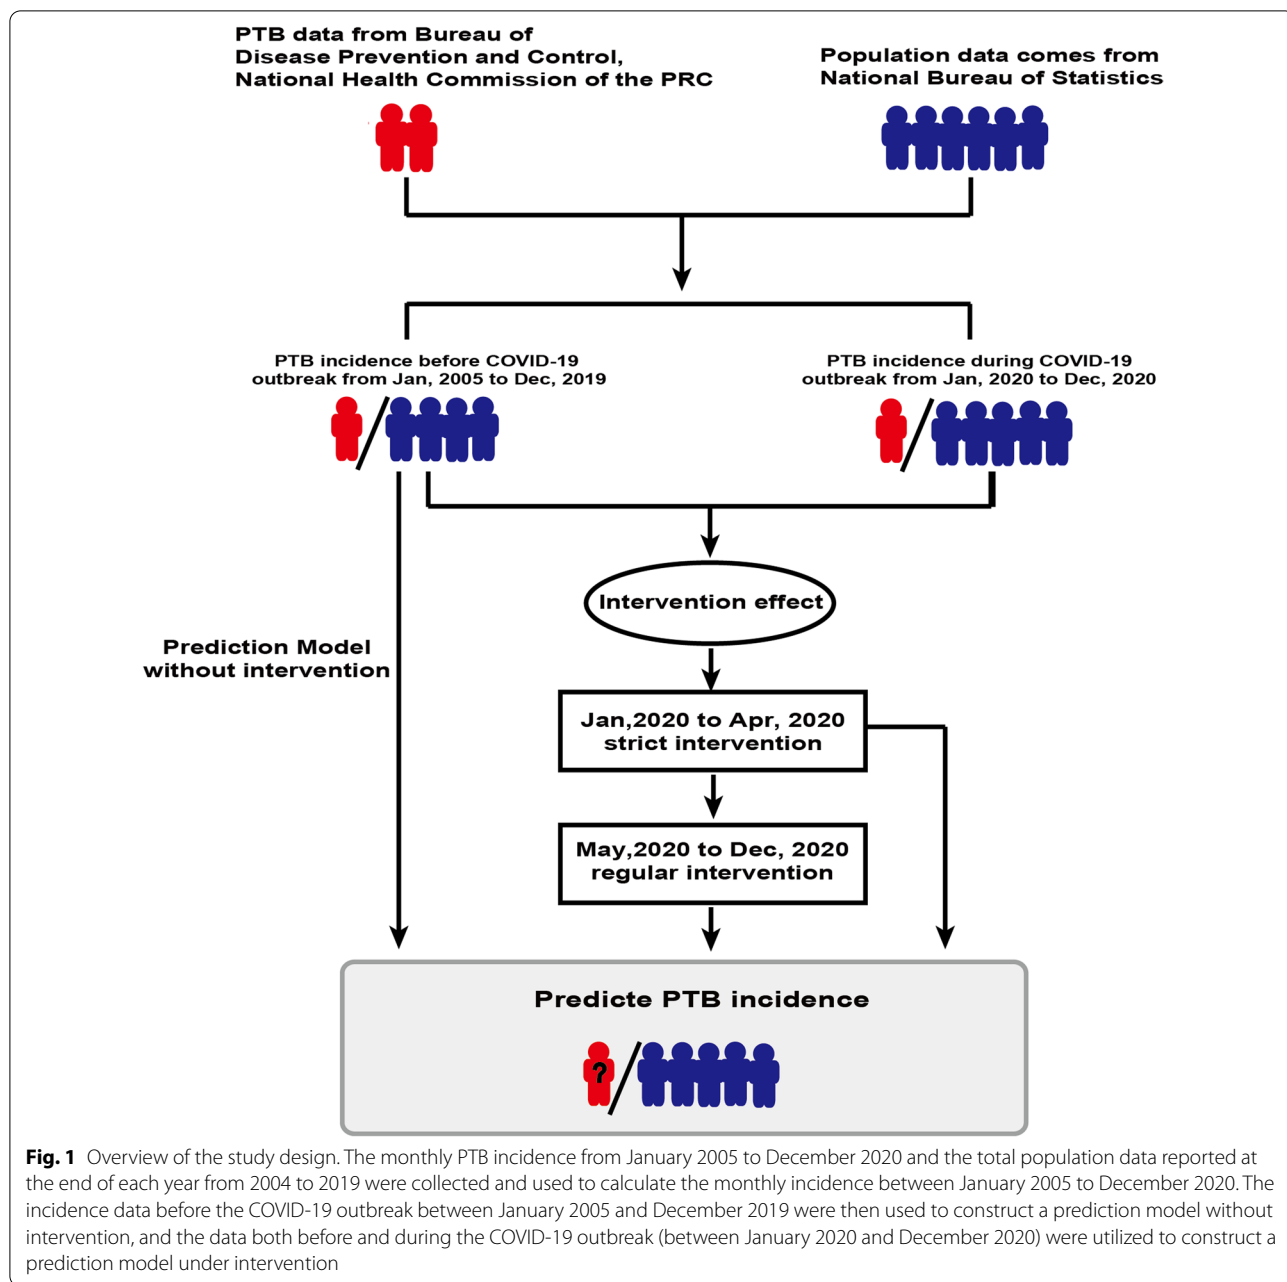 PTB data from Bureau of
Disease Prevention and Control,
National Health Commission of the PRC
Population data comes from
National Bureau of Statistics
PTB incidence before COVID-19
outbreak from Jan, 2005 to Dec, 2019
PTB incidence during COVID-19
outbreak from Jan, 2020 to Dec, 2020
Intervention effect
Prediction Model
without intervention
Jan,2020 to Apr, 2020
strict intervention
May,2020 to Dec, 2020
regular intervention
Predicte PTB incidence
?
Fig. 1 Overview of the study design. The monthly PTB incidence from January 2005 to December 2020 and the total population data reported at
the end of each year from 2004 to 2019 were collected and used to calculate the monthly incidence between January 2005 to December 2020. The
incidence data before the COVID-19 outbreak between January 2005 and December 2019 were then used to construct a prediction model without
intervention, and the data both before and during the COVID-19 outbreak (between January 2020 and December 2020) were utilized to construct a
prediction model under intervention